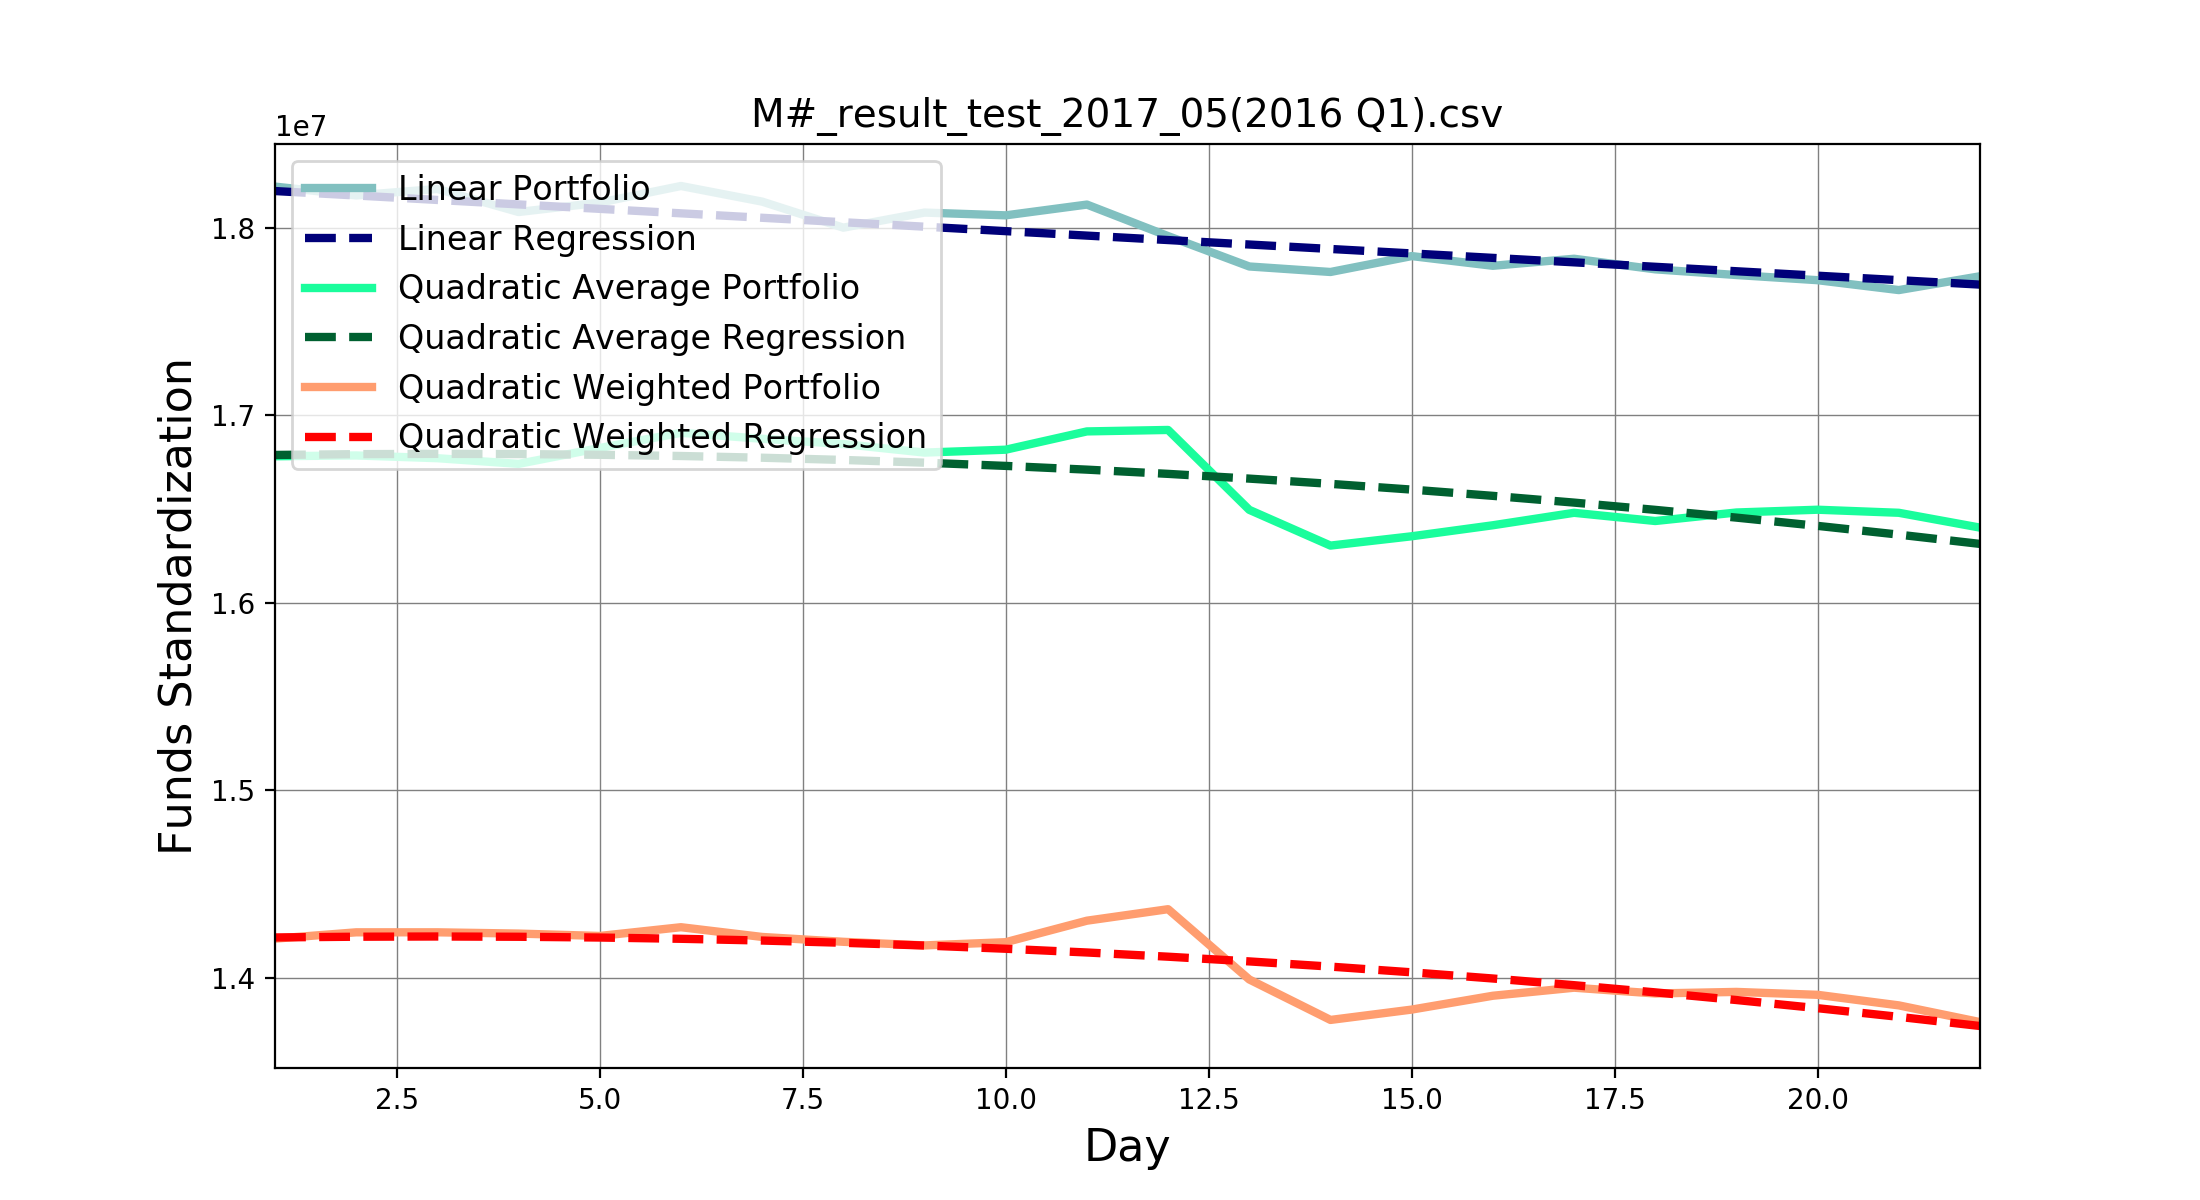 M#_result_test_2017_05(2016 Q1).csv
1e7
Linear Portfolio
Linear Regression
Quadratic Average Portfolio
Quadratic Average Regression
Quadratic Weighted Portfolio
Quadratic Weighted Regression
1.8
1.7
1.6
1.5
1.4
Funds Standardization
2.5 5.0 7.5 10.0 12.5 15.0 17.5 20.0
Day